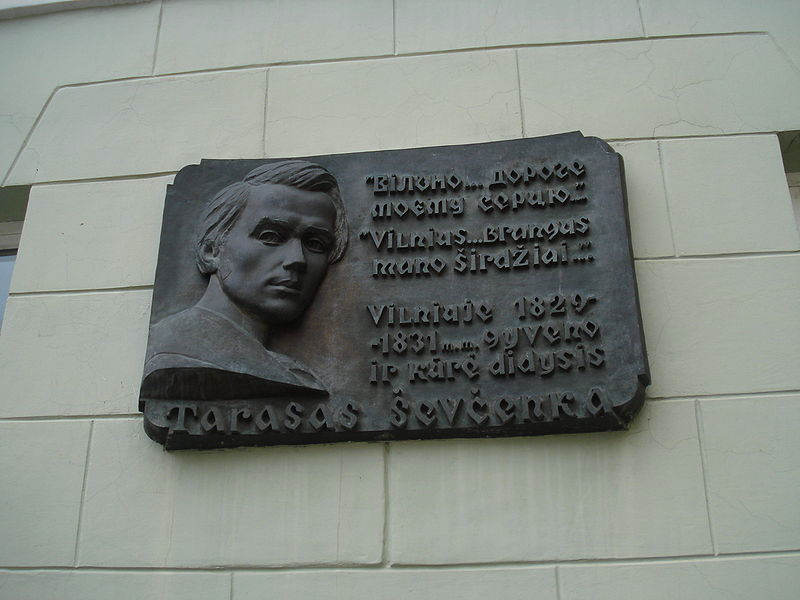 "Вільно... дороге
моєму серцю..."
"Vilnius...brangus
mano širdžiai...".
Vilniuje 1829-
-1831 m.m. gyveno
ir kūrė didysis
Tarasas Ševčenka